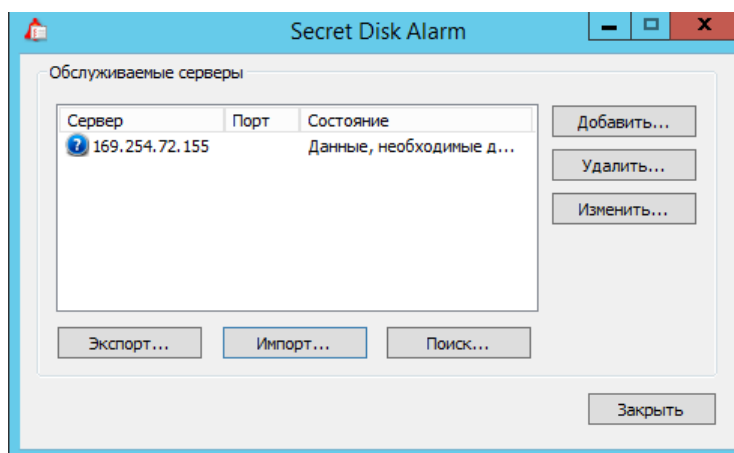 Secret Disk Alarm
Обслуживаемые серверы
Сервер Порт Состояние
169.254.72.155 Данные, необходимые д...
Добавить...
Удалить...
Изменить...
Экспорт... Импорт... Поиск...
Закрыть